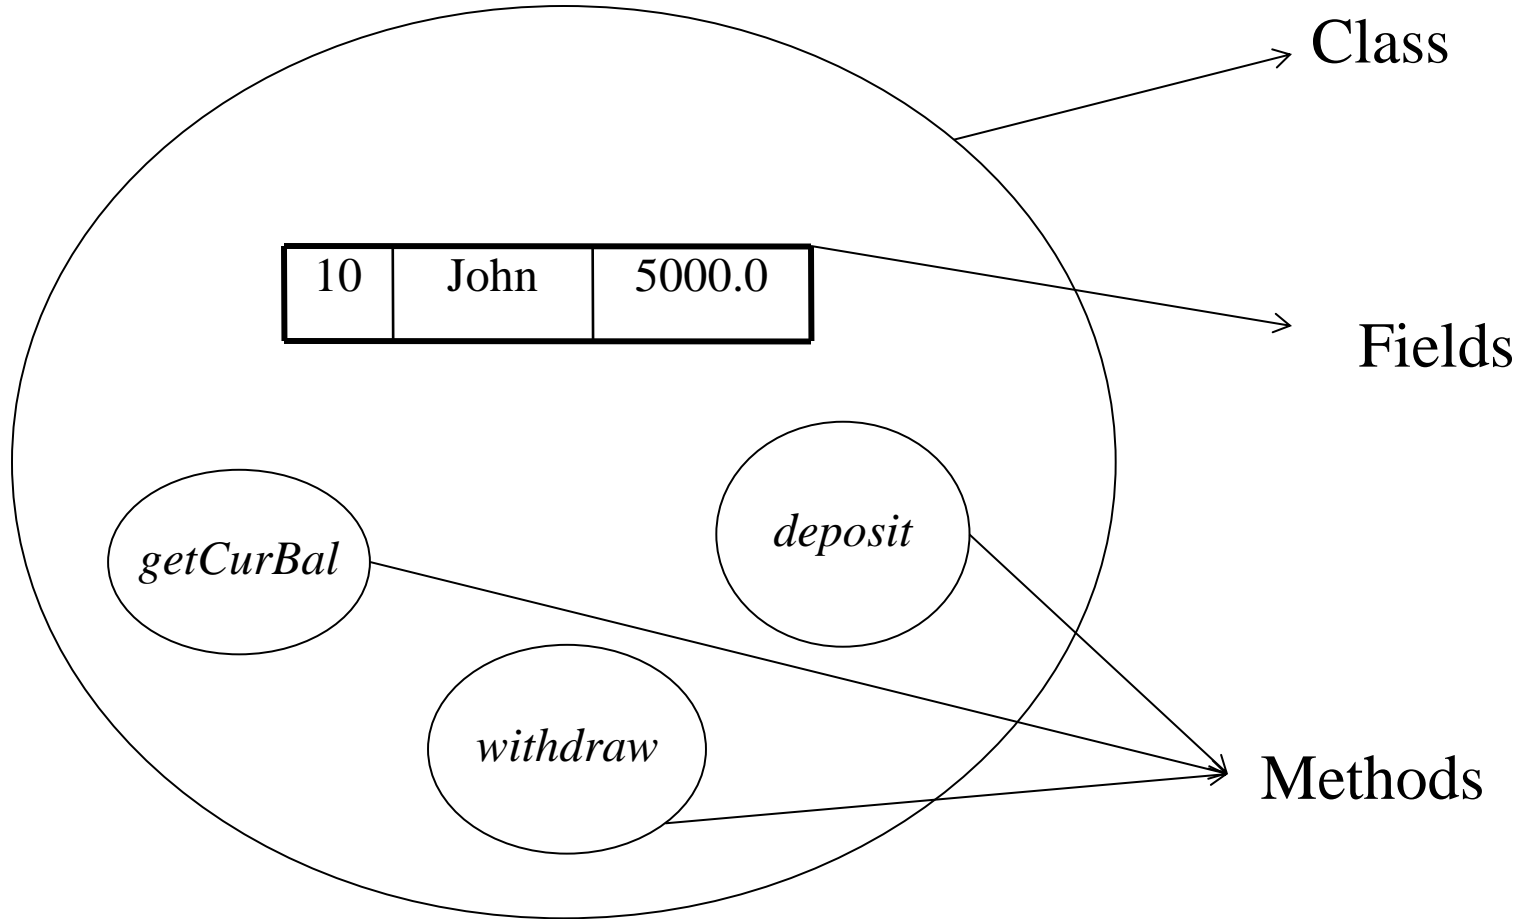 Class
10 John 5000.0
Fields
deposit
getCurBal
withdraw
Methods